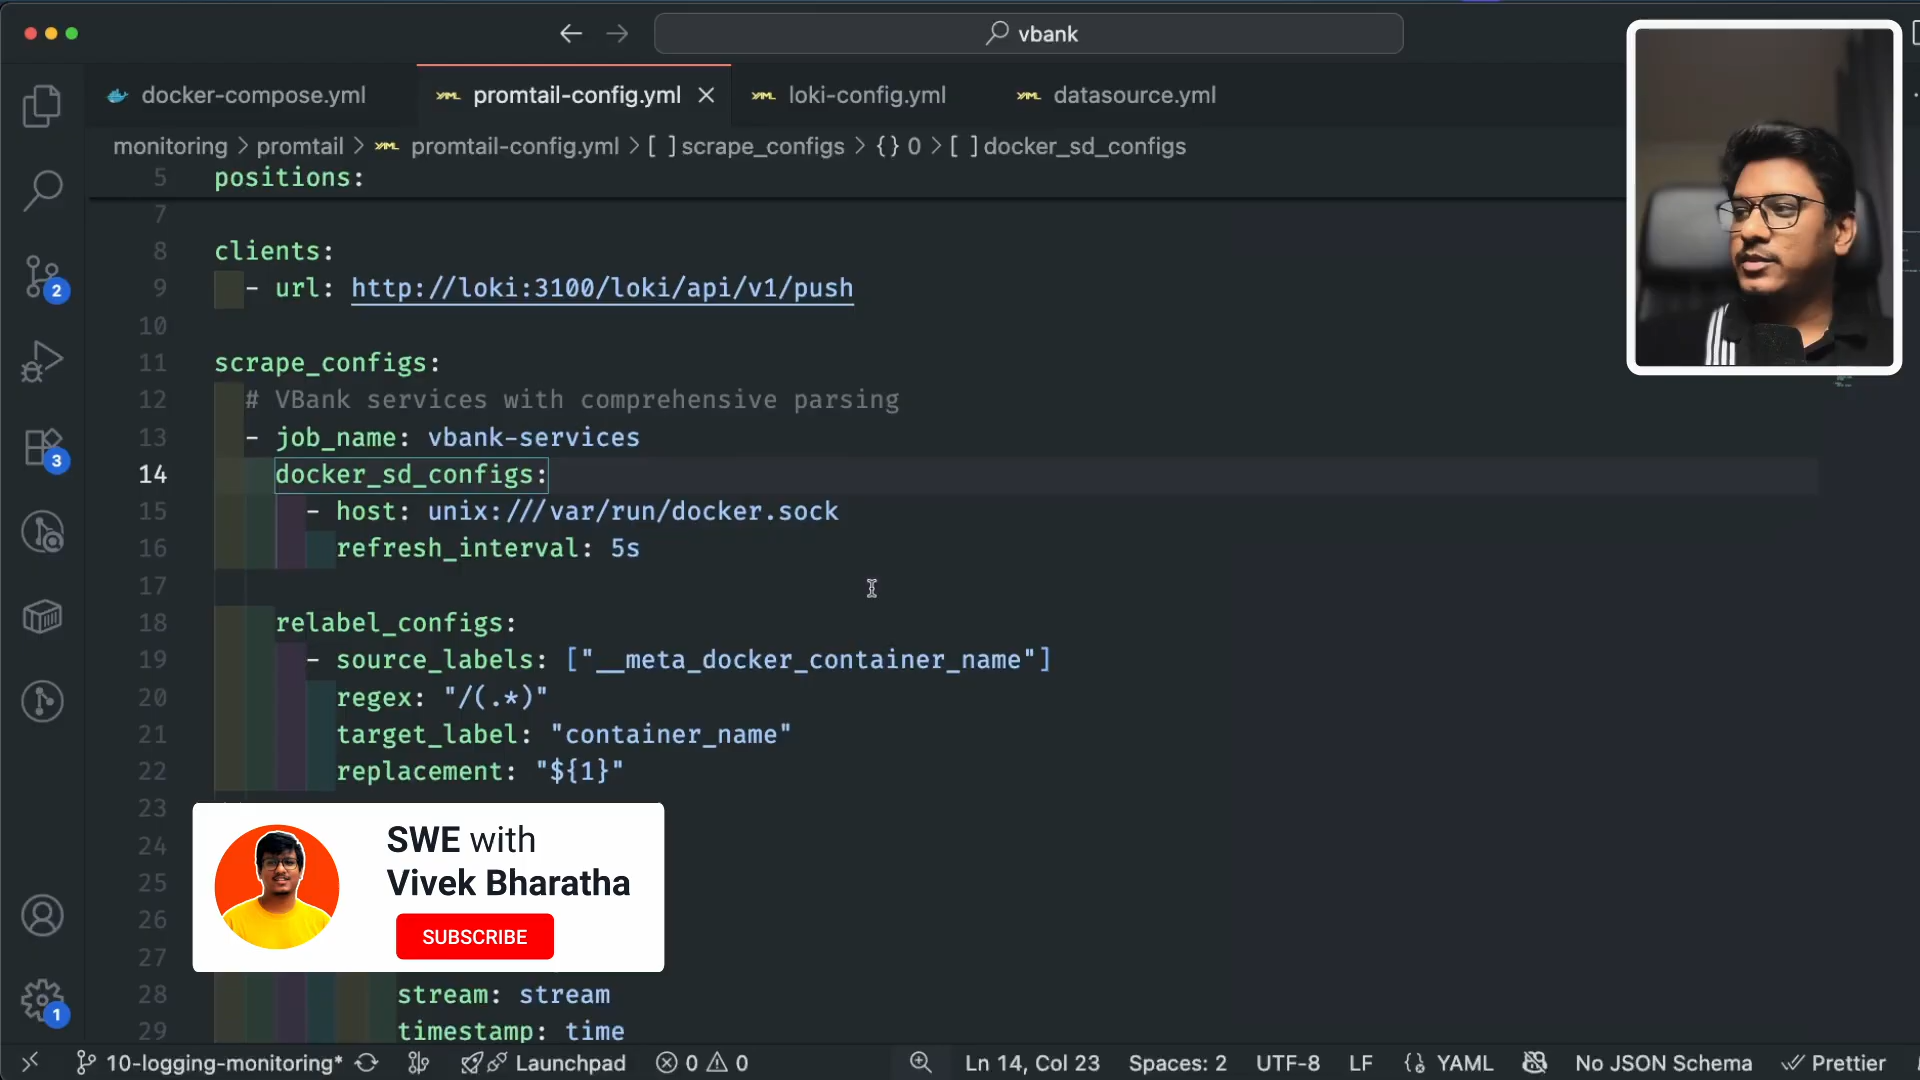 vbank
docker-compose.yml
promtail-config.yml
loki-config.yml
datasource.yml
monitoring > promtail > promtail-config.yml > [ ] scrape_configs > {} 0 > [ ] docker_sd_configs
5 positions:
7
8 clients:
9 - url: http://loki:3100/loki/api/v1/push
10
11 scrape_configs:
12 # VBank services with comprehensive parsing
13 - job_name: vbank-services
14 docker_sd_configs:
15 - host: unix:///var/run/docker.sock
16 refresh_interval: 5s
17
18 relabel_configs:
19 - source_labels: ["__meta_docker_container_name"]
20 regex: "/(.*)"
21 target_label: "container_name"
22 replacement: "${1}"
23
24
25
26
27
28 stream: stream
29 timestamp: time
SWE with
Vivek Bharatha
SUBSCRIBE
2
3
1
10-logging-monitoring* Launchpad 0 0 Ln 14, Col 23 Spaces: 2 UTF-8 LF {} YAML No JSON Schema Prettier